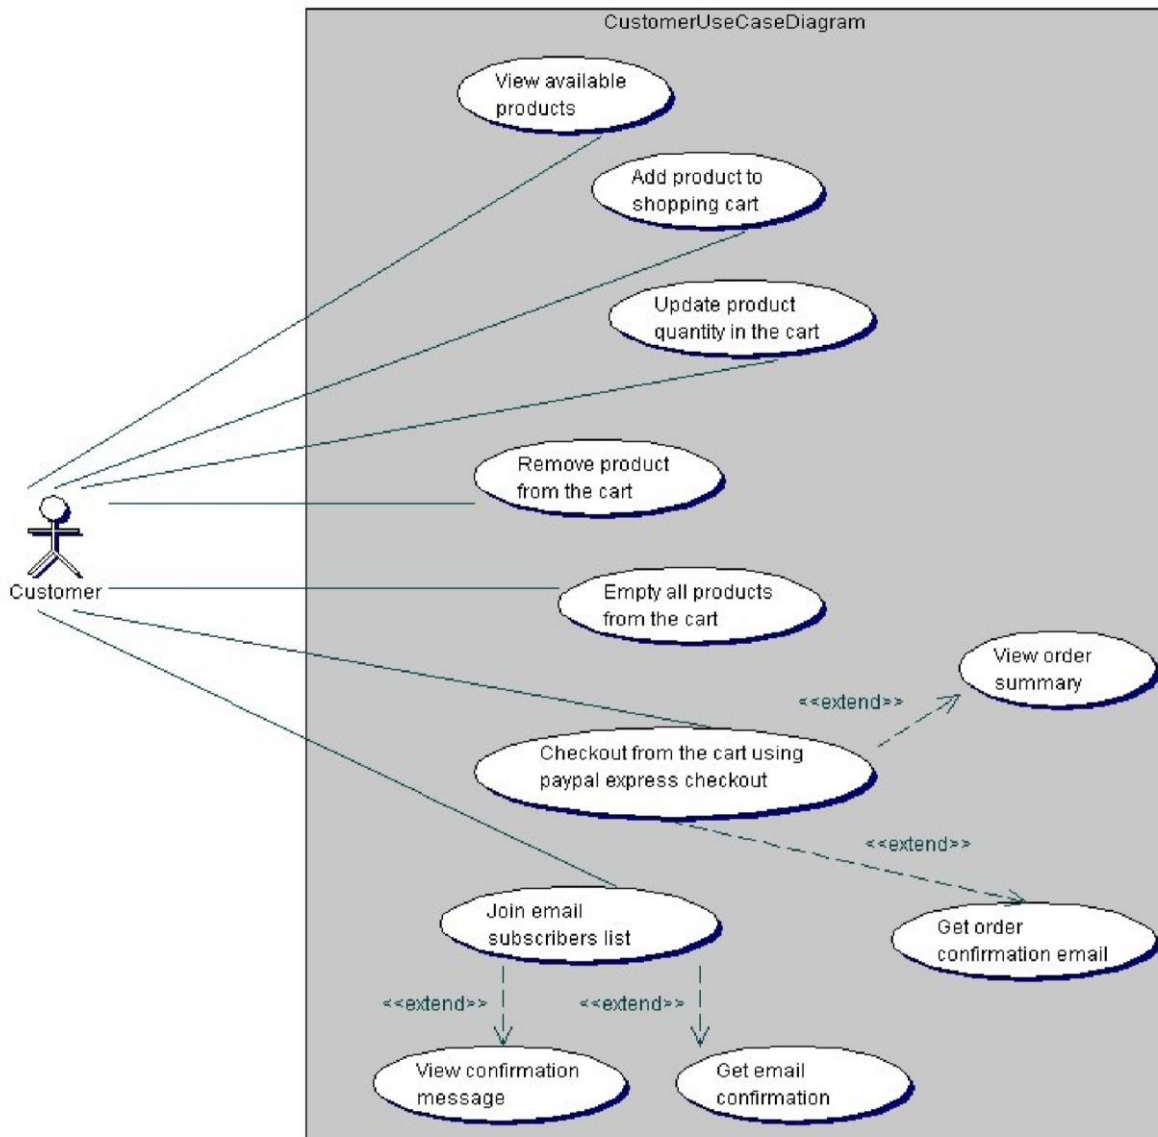 CustomerUseCaseDiagram
View available
products
Add product to
shopping cart
Update product
quantity in the cart
Remove product
from the cart
Customer
Empty all products
from the cart
View order
summary
<<extend>>
Checkout from the cart using
paypal express checkout
<<extend>>
Join email
subscribers list
Get order
confirmation email
<<extend>>
<<extend>>
View confirmation
message
Get email
confirmation